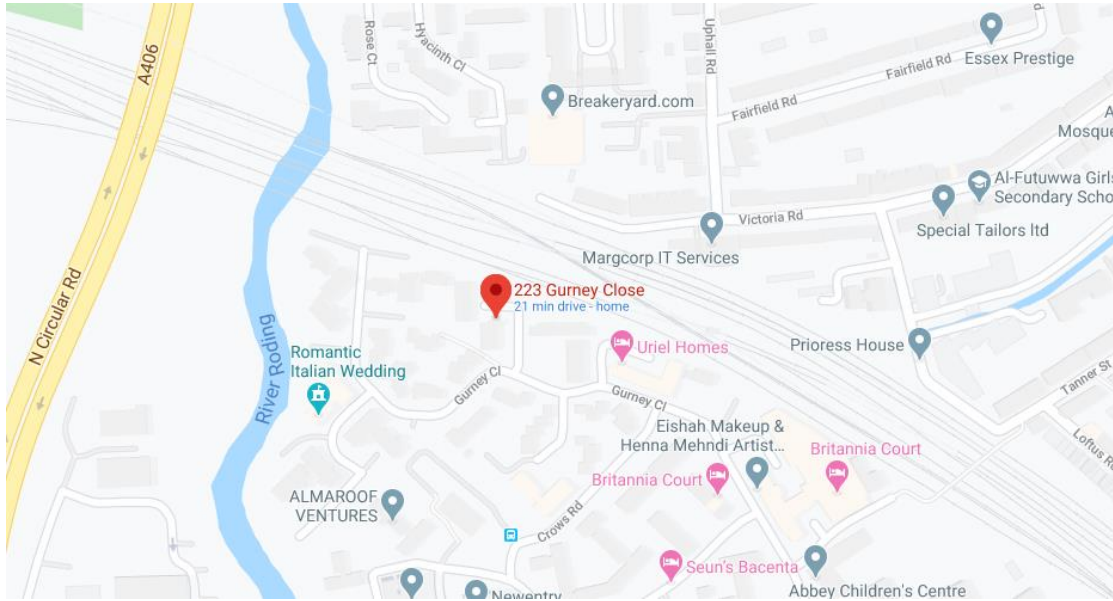 A406
Rose Ct
Hyacinth Cl
Uphall Rd
Fairfield Rd
Essex Prestige
Breakeryard.com
Fairfield Rd
Mosque
Al-Futuwwa Girls
Secondary Scho
Victoria Rd
Special Tailors ltd
Margcorp IT Services
N Circular Rd
223 Gurney Close
21 min drive - home
River Roding
Romantic
Italian Wedding
Uriel Homes
Prioress House
Gurney Cl
Gurney Cl
Tanner St
Eishah Makeup &
Henna Mehndi Artist...
Britannia Court
Britannia Court
Loftus Rd
ALMAROOF
VENTURES
Crows Rd
Seun's Bacenta
Abbey Children's Centre
Newentry